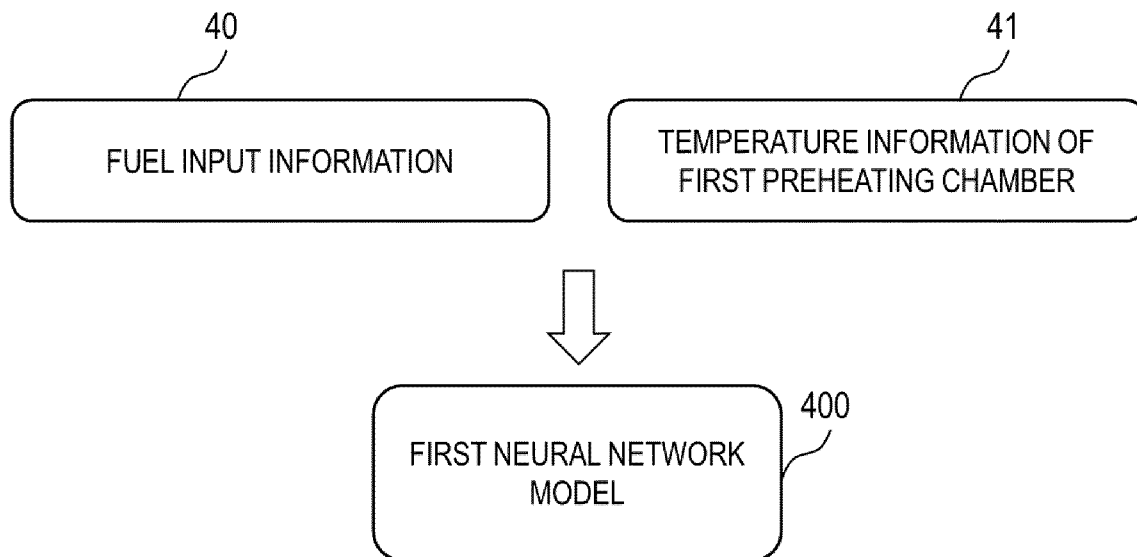 40
41
FUEL INPUT INFORMATION
TEMPERATURE INFORMATION OF
FIRST PREHEATING CHAMBER
400
FIRST NEURAL NETWORK
MODEL